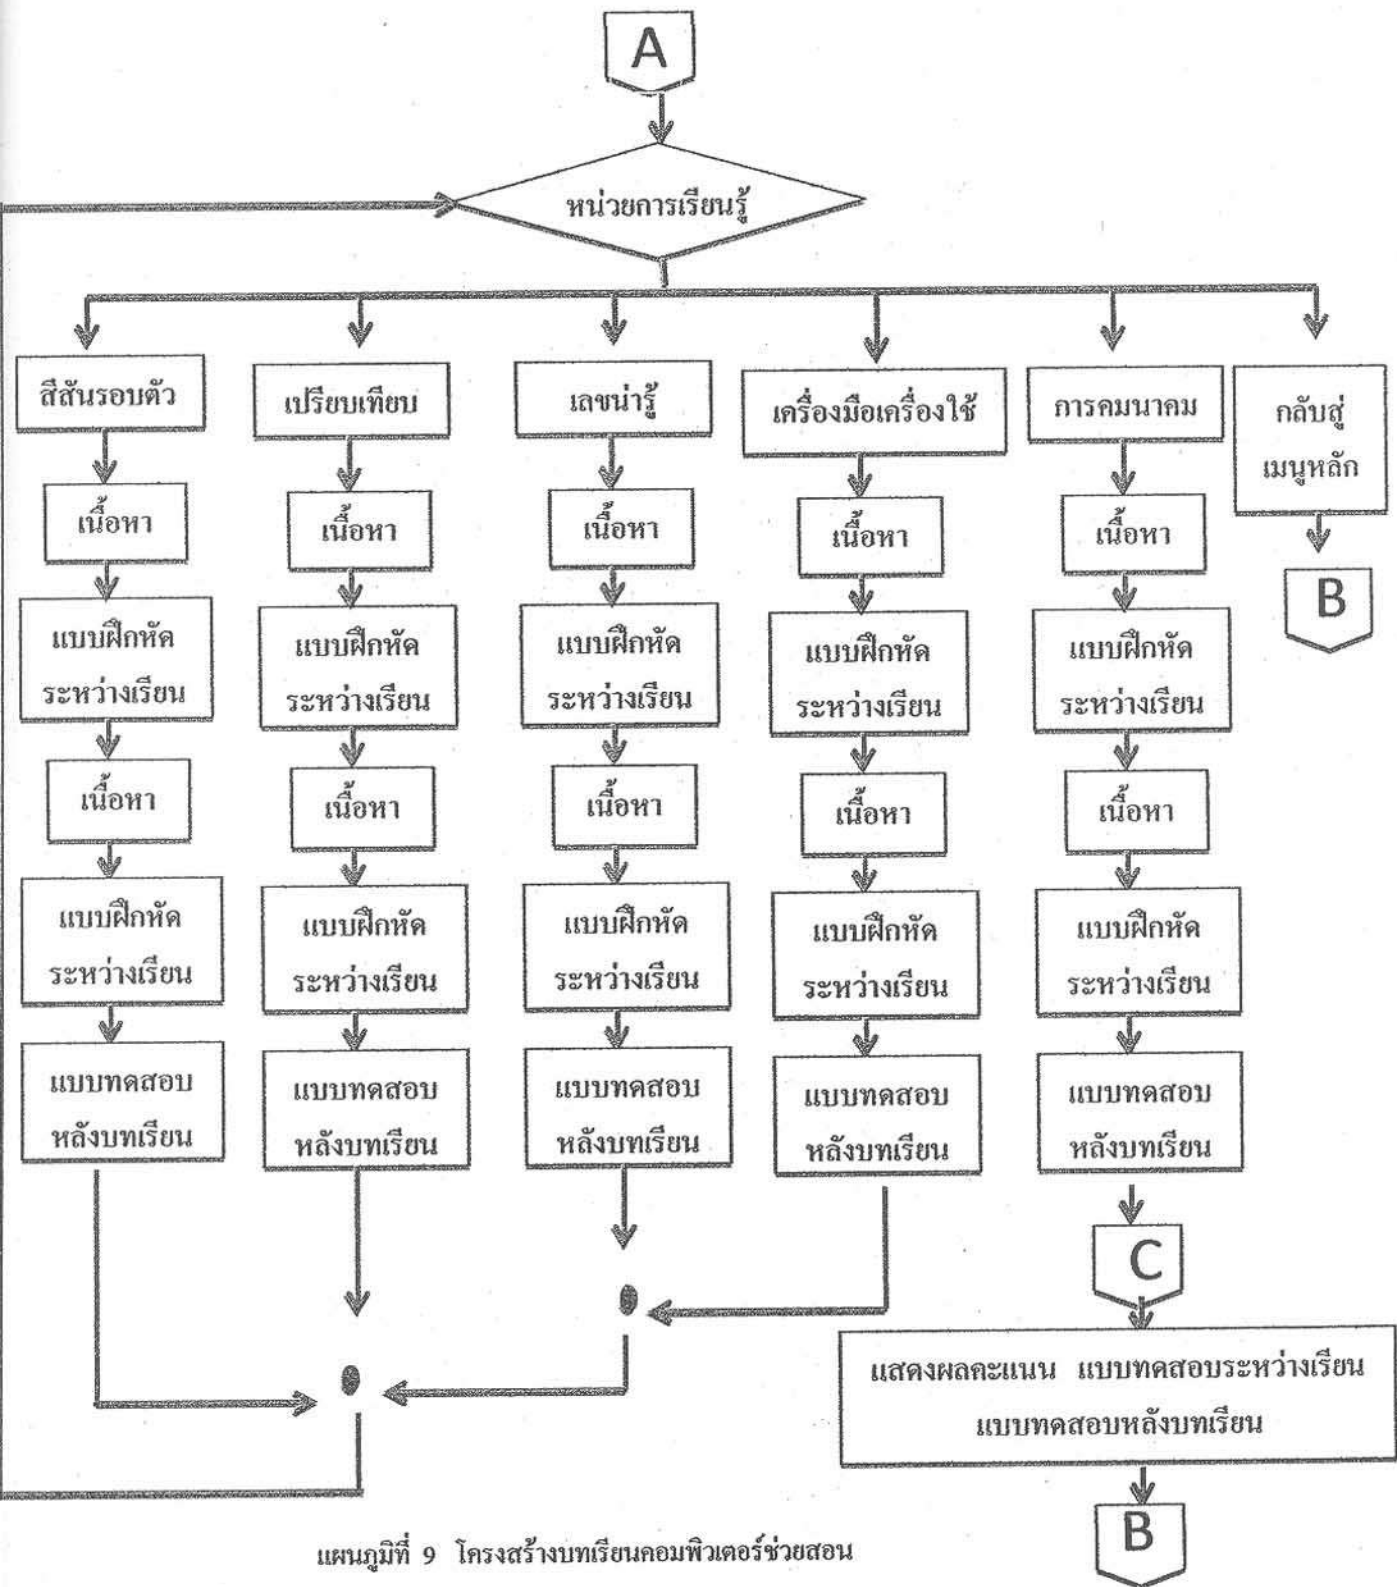 A
หน่วยการเรียนรู้
สีสันรอบตัว
เนื้อหา
แบบฝึกหัด
ระหว่างเรียน
เนื้อหา
แบบฝึกหัด
ระหว่างเรียน
แบบทดสอบ
หลังบทเรียน
เปรียบเทียบ
เนื้อหา
แบบฝึกหัด
ระหว่างเรียน
เนื้อหา
แบบฝึกหัด
ระหว่างเรียน
แบบทดสอบ
หลังบทเรียน
เลขน่ารู้
เนื้อหา
แบบฝึกหัด
ระหว่างเรียน
เนื้อหา
แบบฝึกหัด
ระหว่างเรียน
แบบทดสอบ
หลังบทเรียน
เครื่องมือเครื่องใช้
เนื้อหา
แบบฝึกหัด
ระหว่างเรียน
เนื้อหา
แบบฝึกหัด
ระหว่างเรียน
แบบทดสอบ
หลังบทเรียน
การคมนาคม
เนื้อหา
แบบฝึกหัด
ระหว่างเรียน
เนื้อหา
แบบฝึกหัด
ระหว่างเรียน
แบบทดสอบ
หลังบทเรียน
C
แสดงผลคะแนน แบบทดสอบระหว่างเรียน
แบบทดสอบหลังบทเรียน
B
กลับสู่
เมนูหลัก
B
แผนภูมิที่ 9 โครงสร้างบทเรียนคอมพิวเตอร์ช่วยสอน